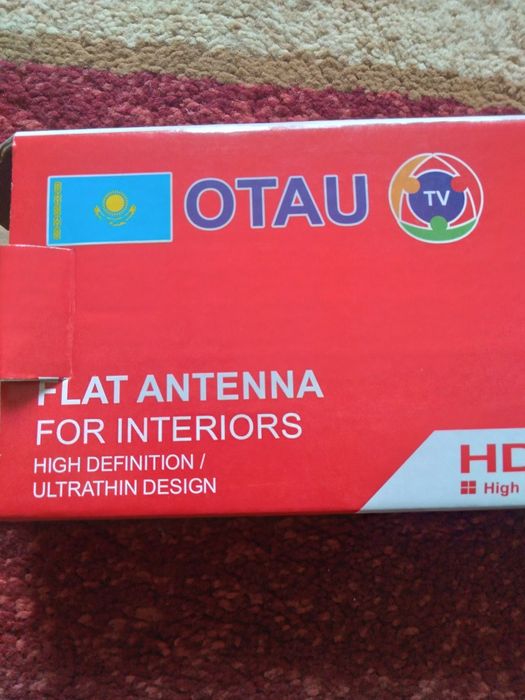 OTAU
TV
FLAT ANTENNA
FOR INTERIORS
HIGH DEFINITION /
ULTRATHIN DESIGN
HD
High